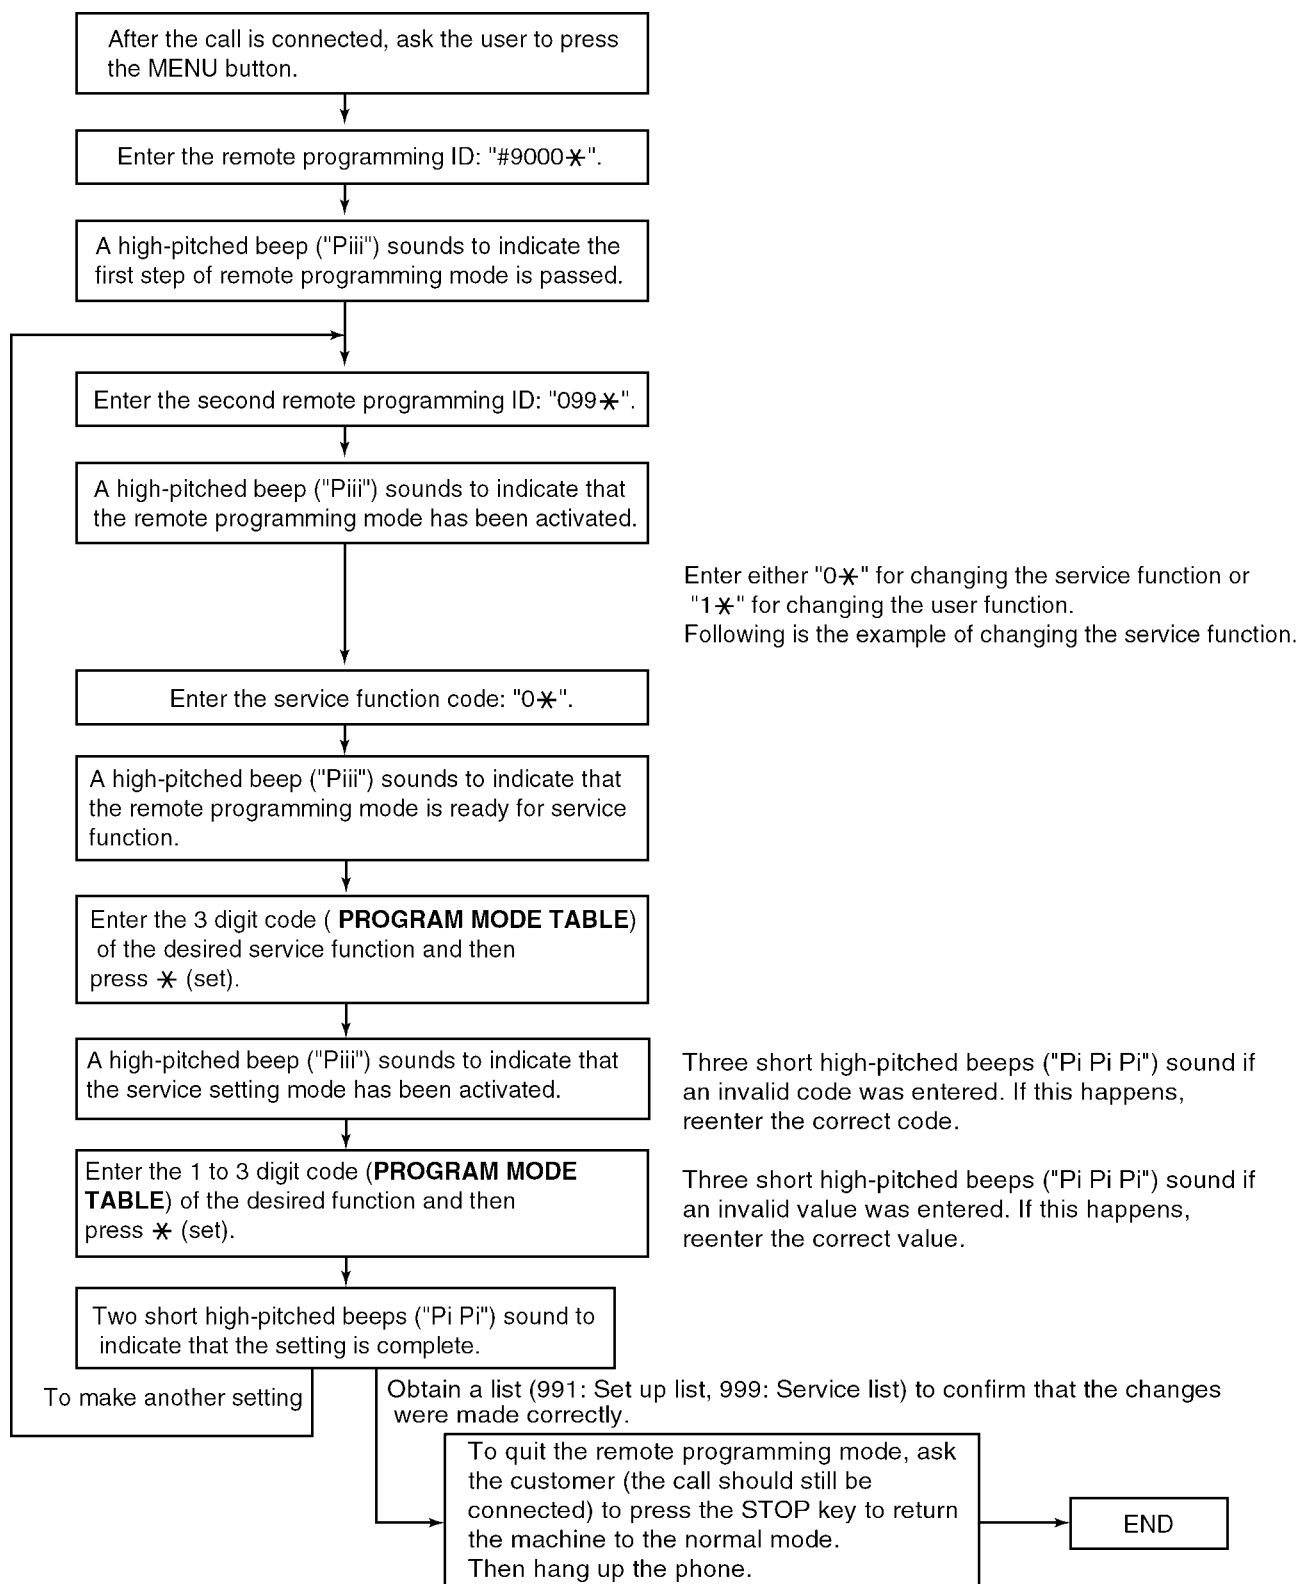 After the call is connected, ask the user to press
the MENU button.
Enter the remote programming ID: "#9000*".
A high-pitched beep ("Piii") sounds to indicate the
first step of remote programming mode is passed.
Enter the second remote programming ID: "099*".
A high-pitched beep ("Piii") sounds to indicate that
the remote programming mode has been activated.
Enter either "0*" for changing the service function or
"1*" for changing the user function.
Following is the example of changing the service function.
Enter the service function code: "0*".
A high-pitched beep ("Piii") sounds to indicate that
the remote programming mode is ready for service
function.
Enter the 3 digit code ( PROGRAM MODE TABLE)
of the desired service function and then
press * (set).
A high-pitched beep ("Piii") sounds to indicate that
the service setting mode has been activated.
Three short high-pitched beeps ("Pi Pi Pi") sound if
an invalid code was entered. If this happens,
reenter the correct code.
Enter the 1 to 3 digit code (PROGRAM MODE
TABLE) of the desired function and then
press * (set).
Three short high-pitched beeps ("Pi Pi Pi") sound if
an invalid value was entered. If this happens,
reenter the correct value.
Two short high-pitched beeps ("Pi Pi") sound to
indicate that the setting is complete.
To make another setting
Obtain a list (991: Set up list, 999: Service list) to confirm that the changes
were made correctly.
To quit the remote programming mode, ask
the customer (the call should still be
connected) to press the STOP key to return
the machine to the normal mode.
Then hang up the phone.
END